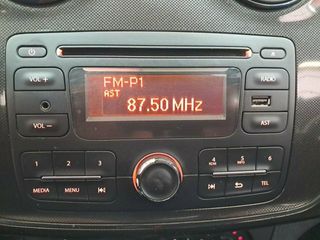 FM-P1
AST
87.50 MHz
VOL +
RADIO
VOL −
AST
1 2 3 4 5 6
INFO
MEDIA MENU TEL